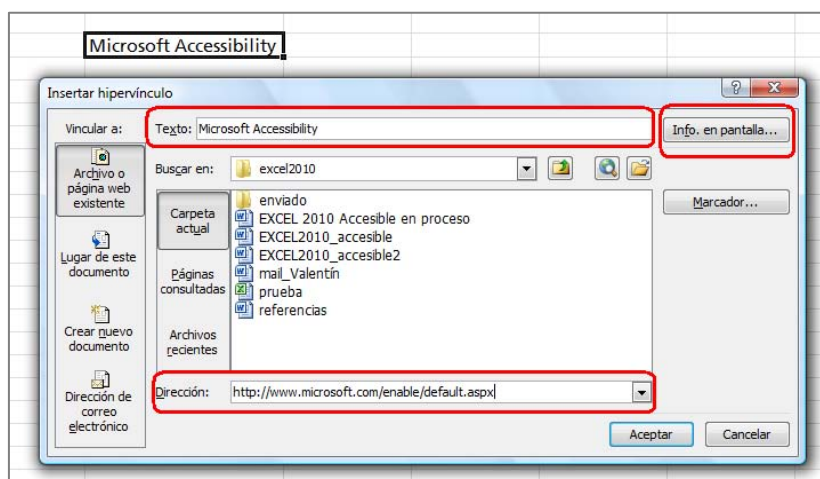 Microsoft Accessibility
Insertar hipervínculo
Vincular a:
Texto: Microsoft Accessibility
Info. en pantalla...
Archivo o
página web
existente
Buscar en:
excel2010
Marcador...
Lugar de este
documento
Crear nuevo
documento
Dirección de
correo
electrónico
Carpeta
actual
Páginas
consultadas
Archivos
recientes
enviado
EXCEL 2010 Accesible en proceso
EXCEL2010_accesible
EXCEL2010_accesible2
mail_Valentín
prueba
referencias
Dirección: http://www.microsoft.com/enable/default.aspx
Aceptar
Cancelar